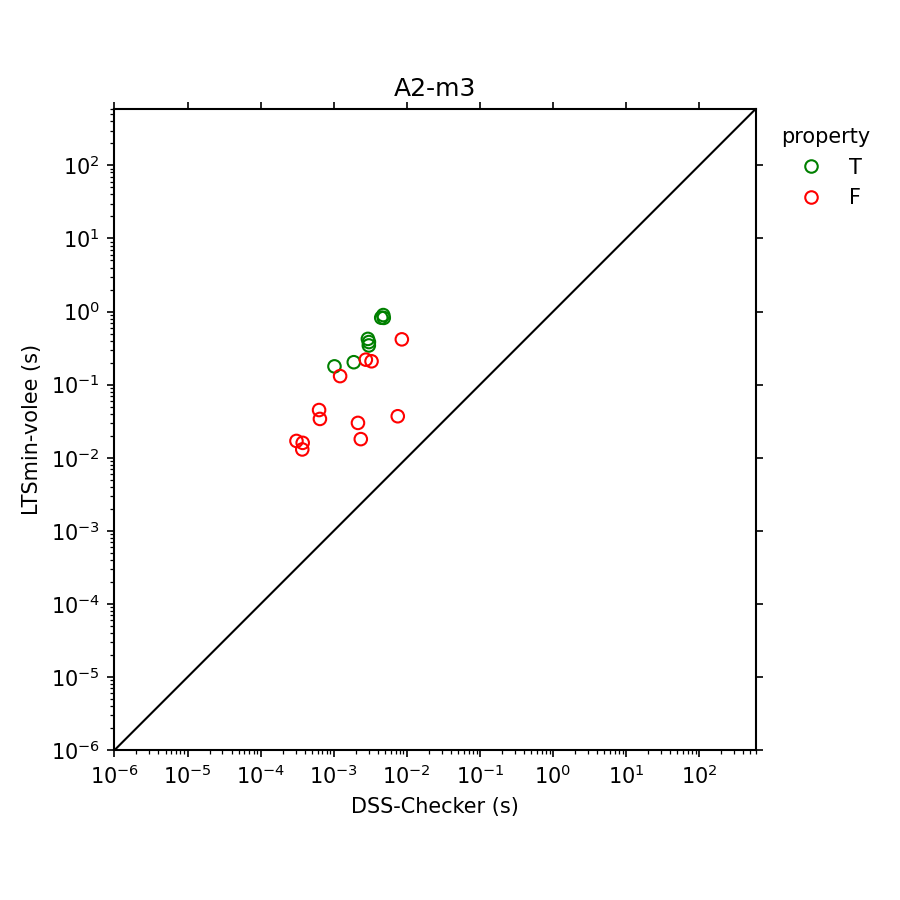 A2-m3
property
T
F
LTSmin-volee (s)
10²
10¹
10⁰
10⁻¹
10⁻²
10⁻³
10⁻⁴
10⁻⁵
10⁻⁶
10⁻⁶ 10⁻⁵ 10⁻⁴ 10⁻³ 10⁻² 10⁻¹ 10⁰ 10¹ 10²
DSS-Checker (s)